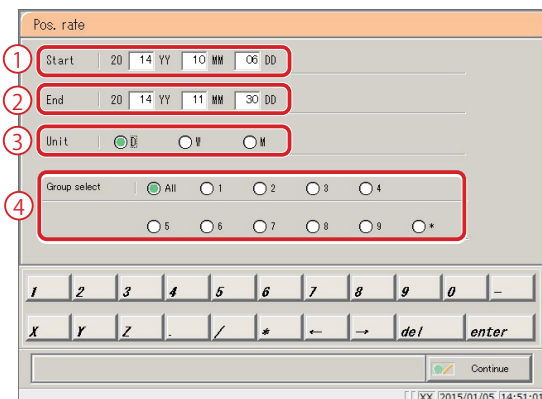 Pos. rate
1 Start 20 14 YY 10 MM 06 DD
2 End 20 14 YY 11 MM 30 DD
3 Unit D W M
4 Group select All 1 2 3 4
5 6 7 8 9 *
1 2 3 4 5 6 7 8 9 0 -
X Y Z . / * ← → del enter
Continue
XX 2015/01/05 14:51:01